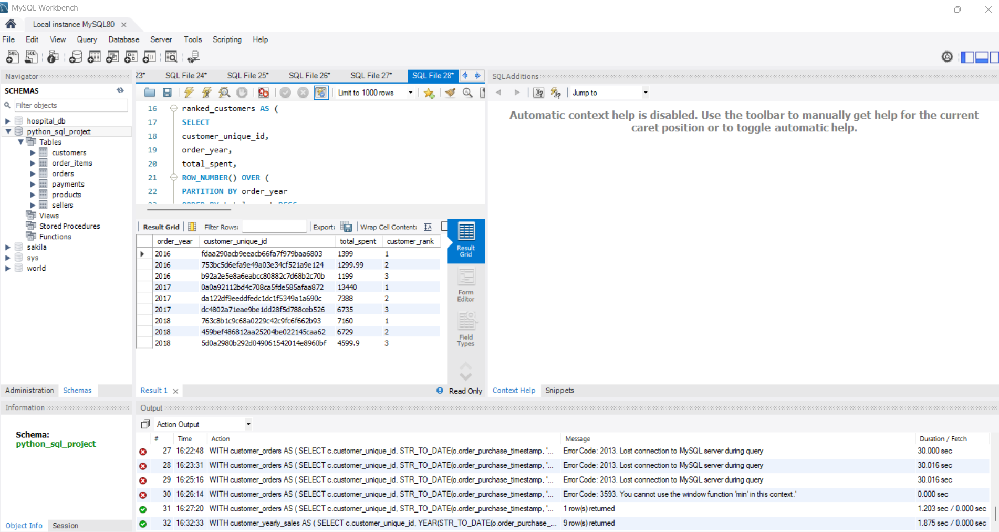 MySQL Workbench
Local instance MySQL80
File Edit View Query Database Server Tools Scripting Help
Navigator
SCHEMAS
Filter objects
hospital_db
python_sql_project
Tables
customers
order_items
orders
payments
products
sellers
Views
Stored Procedures
Functions
sakila
sys
world
Administration Schemas
Information
Schema:
python_sql_project
Object Info Session
23* SQL File 24* SQL File 25* SQL File 26* SQL File 27* SQL File 28*
Limit to 1000 rows
16 ranked_customers AS (
17 SELECT
18 customer_unique_id,
19 order_year,
20 total_spent,
21 ROW_NUMBER() OVER (
22 PARTITION BY order_year
Result Grid Filter Rows: Export: Wrap Cell Content:
order_year customer_unique_id total_spent customer_rank
2016 fdaa290acb9eeacb66fa7f979baa6803 1399 1
2016 753bc5d6efa9e49a03e34cf521a9e124 1299.99 2
2016 b92a2e5e8a6eabcc80882c7d68b2c70b 1199 3
2017 0a0a92112bd4c708ca5fde585afaa872 13440 1
2017 da122df9eeddfedc1dc1f5349a1a690c 7388 2
2017 dc4802a71eae9be1dd28f5d788ceb526 6735 3
2018 763c8b1c9c68a0229c42c9fc6f662b93 7160 1
2018 459bef486812aa25204be022145caa62 6729 2
2018 5d0a2980b292d049061542014e8960bf 4599.9 3
Result
Grid
Form
Editor
Field
Types
Result 1
Read Only
SQLAdditions
Jump to
Automatic context help is disabled. Use the toolbar to manually get help for the current
caret position or to toggle automatic help.
Context Help Snippets
Output
Action Output
# Time Action Message Duration / Fetch
27 16:22:48 WITH customer_orders AS ( SELECT c.customer_unique_id, STR_TO_DATE(o.order_purchase_timestamp, '... Error Code: 2013. Lost connection to MySQL server during query 30.000 sec
28 16:23:31 WITH customer_orders AS ( SELECT c.customer_unique_id, STR_TO_DATE(o.order_purchase_timestamp, '... Error Code: 2013. Lost connection to MySQL server during query 30.016 sec
29 16:25:16 WITH customer_orders AS ( SELECT c.customer_unique_id, STR_TO_DATE(o.order_purchase_timestamp, '... Error Code: 2013. Lost connection to MySQL server during query 30.016 sec
30 16:26:14 WITH customer_orders AS ( SELECT c.customer_unique_id, STR_TO_DATE(o.order_purchase_timestamp, '... Error Code: 3593. You cannot use the window function 'min' in this context.' 0.000 sec
31 16:27:20 WITH customer_orders AS ( SELECT c.customer_unique_id, STR_TO_DATE(o.order_purchase_timestamp, '... 1 row(s) returned 1.203 sec / 0.000 sec
32 16:32:33 WITH customer_yearly_sales AS ( SELECT c.customer_unique_id, YEAR(STR_TO_DATE(o.order_purchase_... 9 row(s) returned 1.875 sec / 0.000 sec